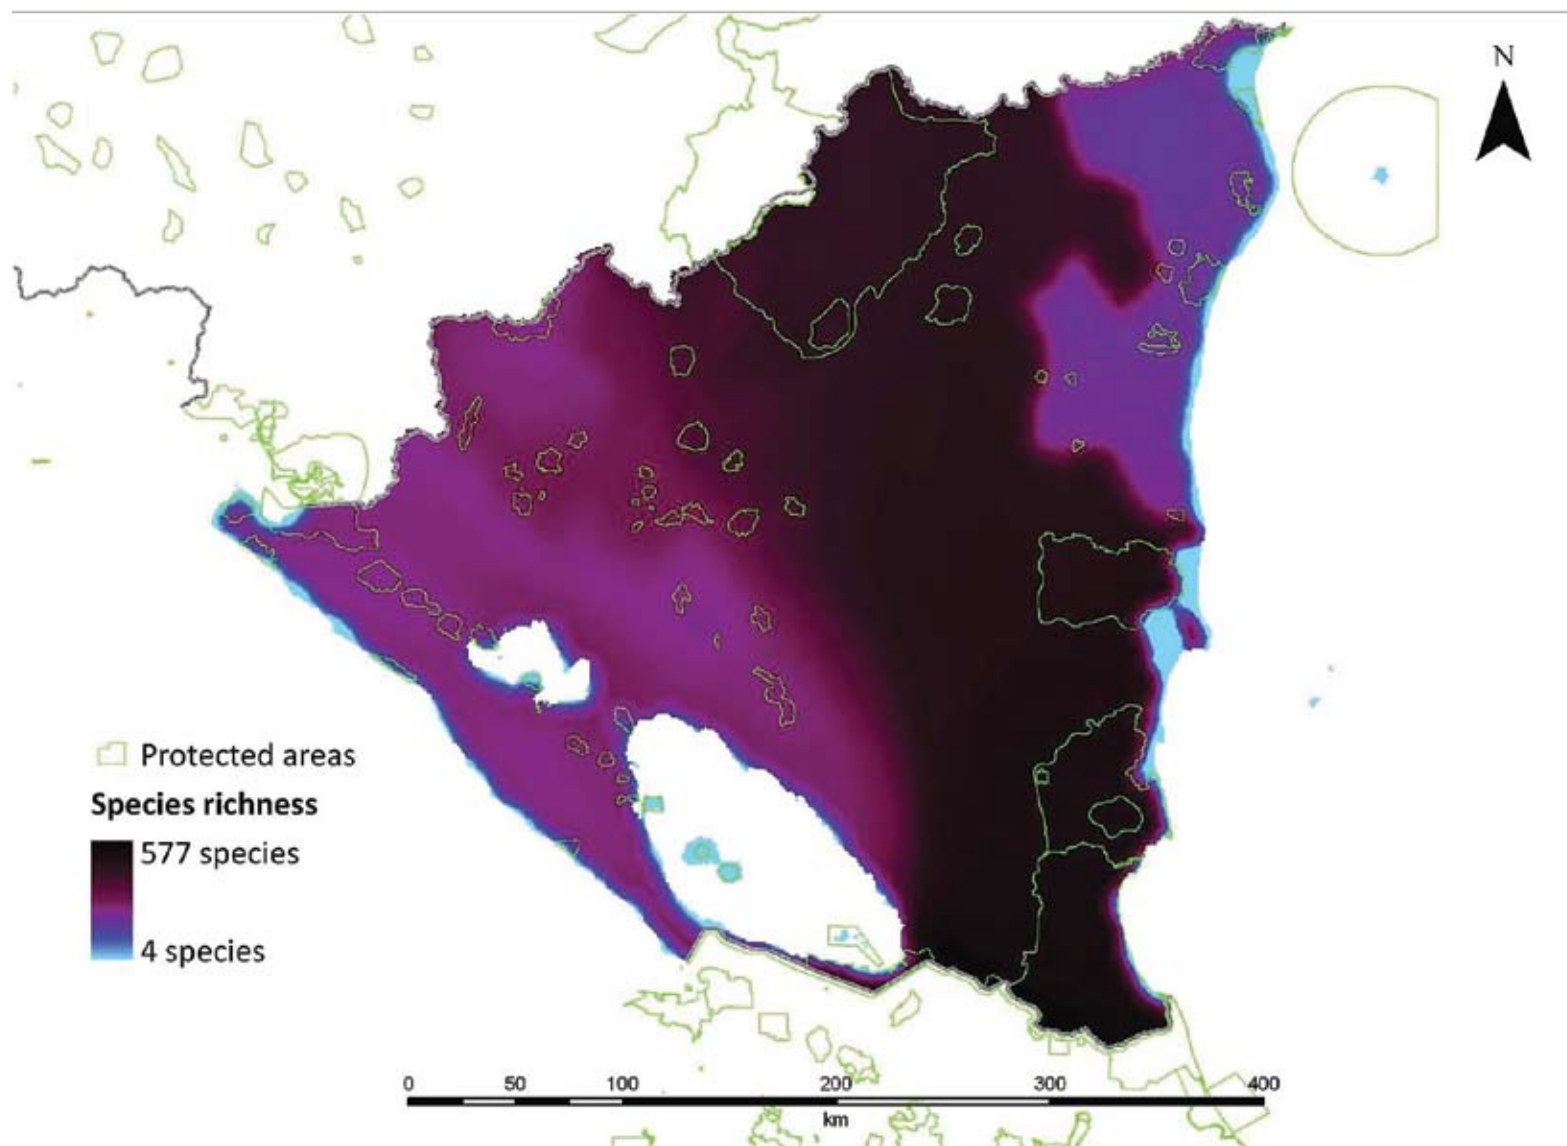 N
Protected areas
Species richness
577 species
4 species
0 50 100 200 300 400
km